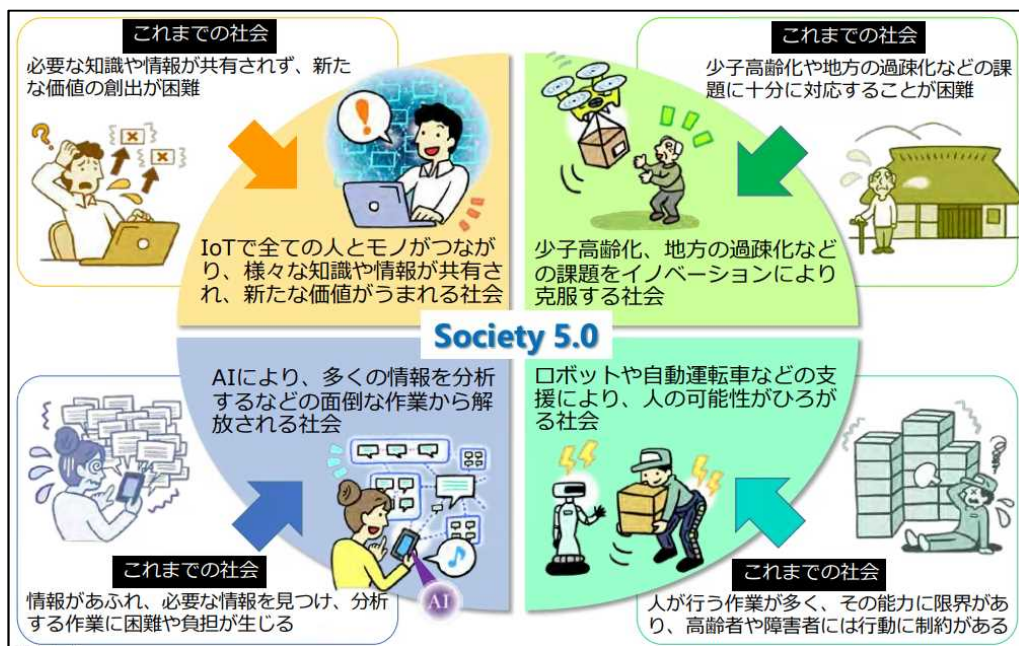 これまでの社会
必要な知識や情報が共有されず、新た
な価値の創出が困難
IoTで全ての人とモノがつなが
り、様々な知識や情報が共有さ
れ、新たな価値がうまれる社会
これまでの社会
少子高齢化や地方の過疎化などの課
題に十分に対応することが困難
少子高齢化、地方の過疎化など
の課題をイノベーションにより
克服する社会
Society 5.0
AIにより、多くの情報を分析
するなどの面倒な作業から解
放される社会
AI
これまでの社会
情報があふれ、必要な情報を見つけ、分析
する作業に困難や負担が生じる
ロボットや自動運転車などの支
援により、人の可能性がひろが
る社会
これまでの社会
人が行う作業が多く、その能力に限界があ
り、高齢者や障害者には行動に制約がある